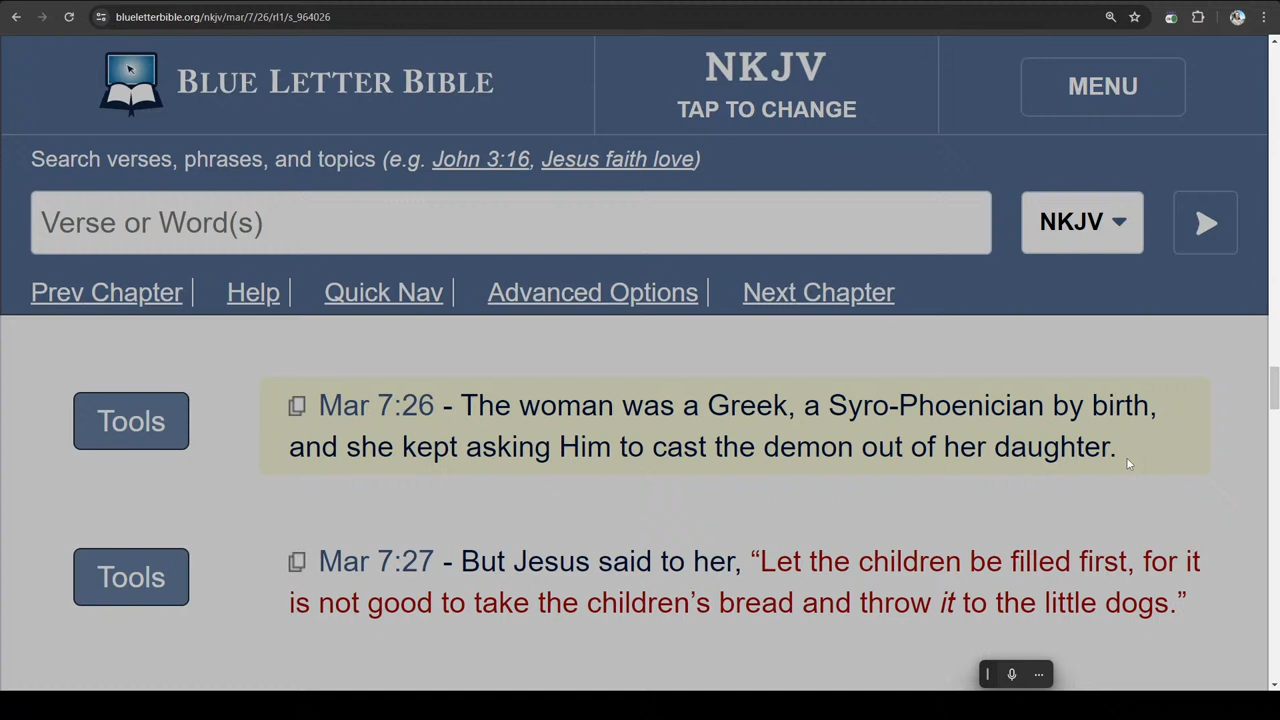 blueletterbible.org/nkjv/mar/7/26/rl1/s_964026
BLUE LETTER BIBLE
NKJV
TAP TO CHANGE
MENU
Search verses, phrases, and topics (e.g. John 3:16, Jesus faith love)
Verse or Word(s)
NKJV
Prev Chapter
Help
Quick Nav
Advanced Options
Next Chapter
Tools
Mar 7:26 - The woman was a Greek, a Syro-Phoenician by birth,
and she kept asking Him to cast the demon out of her daughter.
Tools
Mar 7:27 - But Jesus said to her, “Let the children be filled first, for it
is not good to take the children’s bread and throw it to the little dogs.”